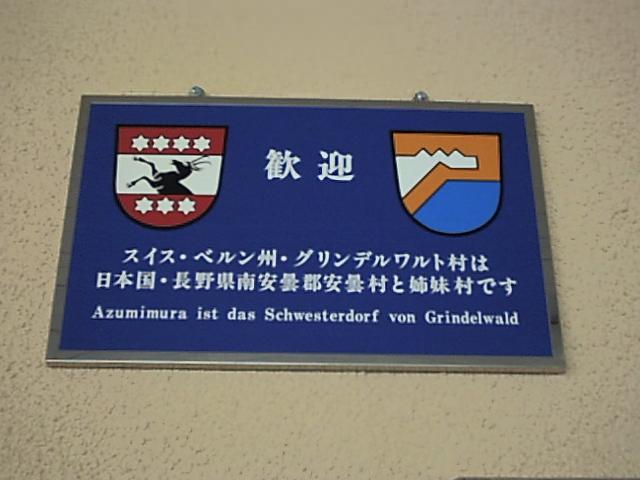 歓迎
スイス・ベルン州・グリンデルワルト村は
日本国・長野県南安曇郡安曇村と姉妹村です
Azumimura ist das Schwesterdorf von Grindelwald